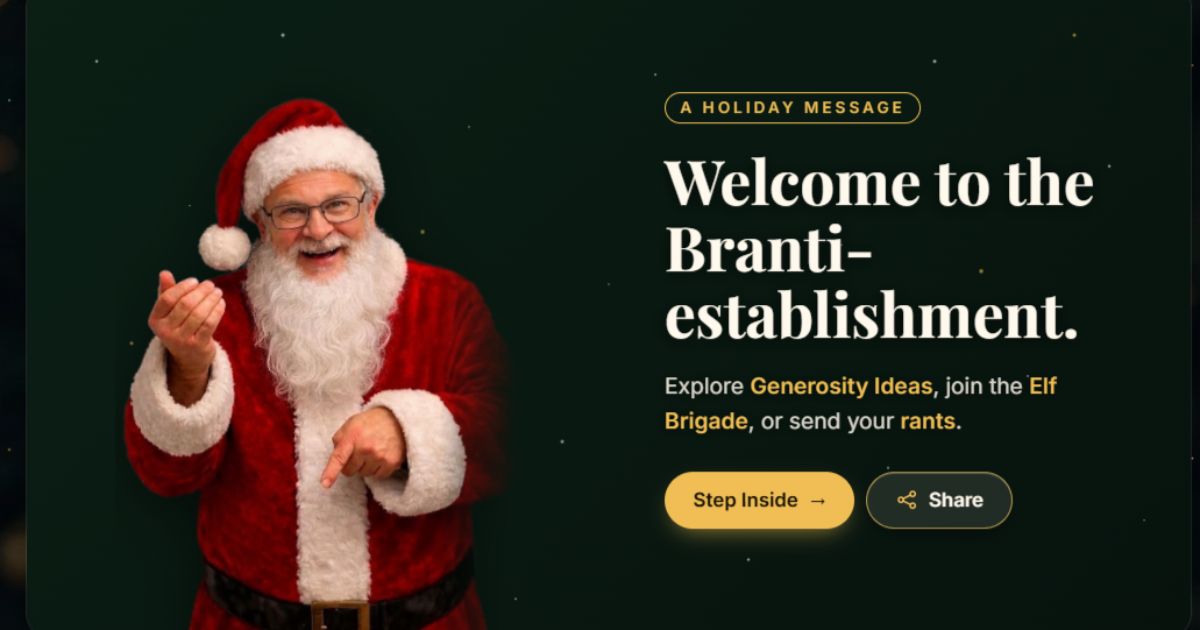 A HOLIDAY MESSAGE
Welcome to the
Branti-
establishment.
Explore Generosity Ideas, join the Elf
Brigade, or send your rants.
Step Inside →
Share